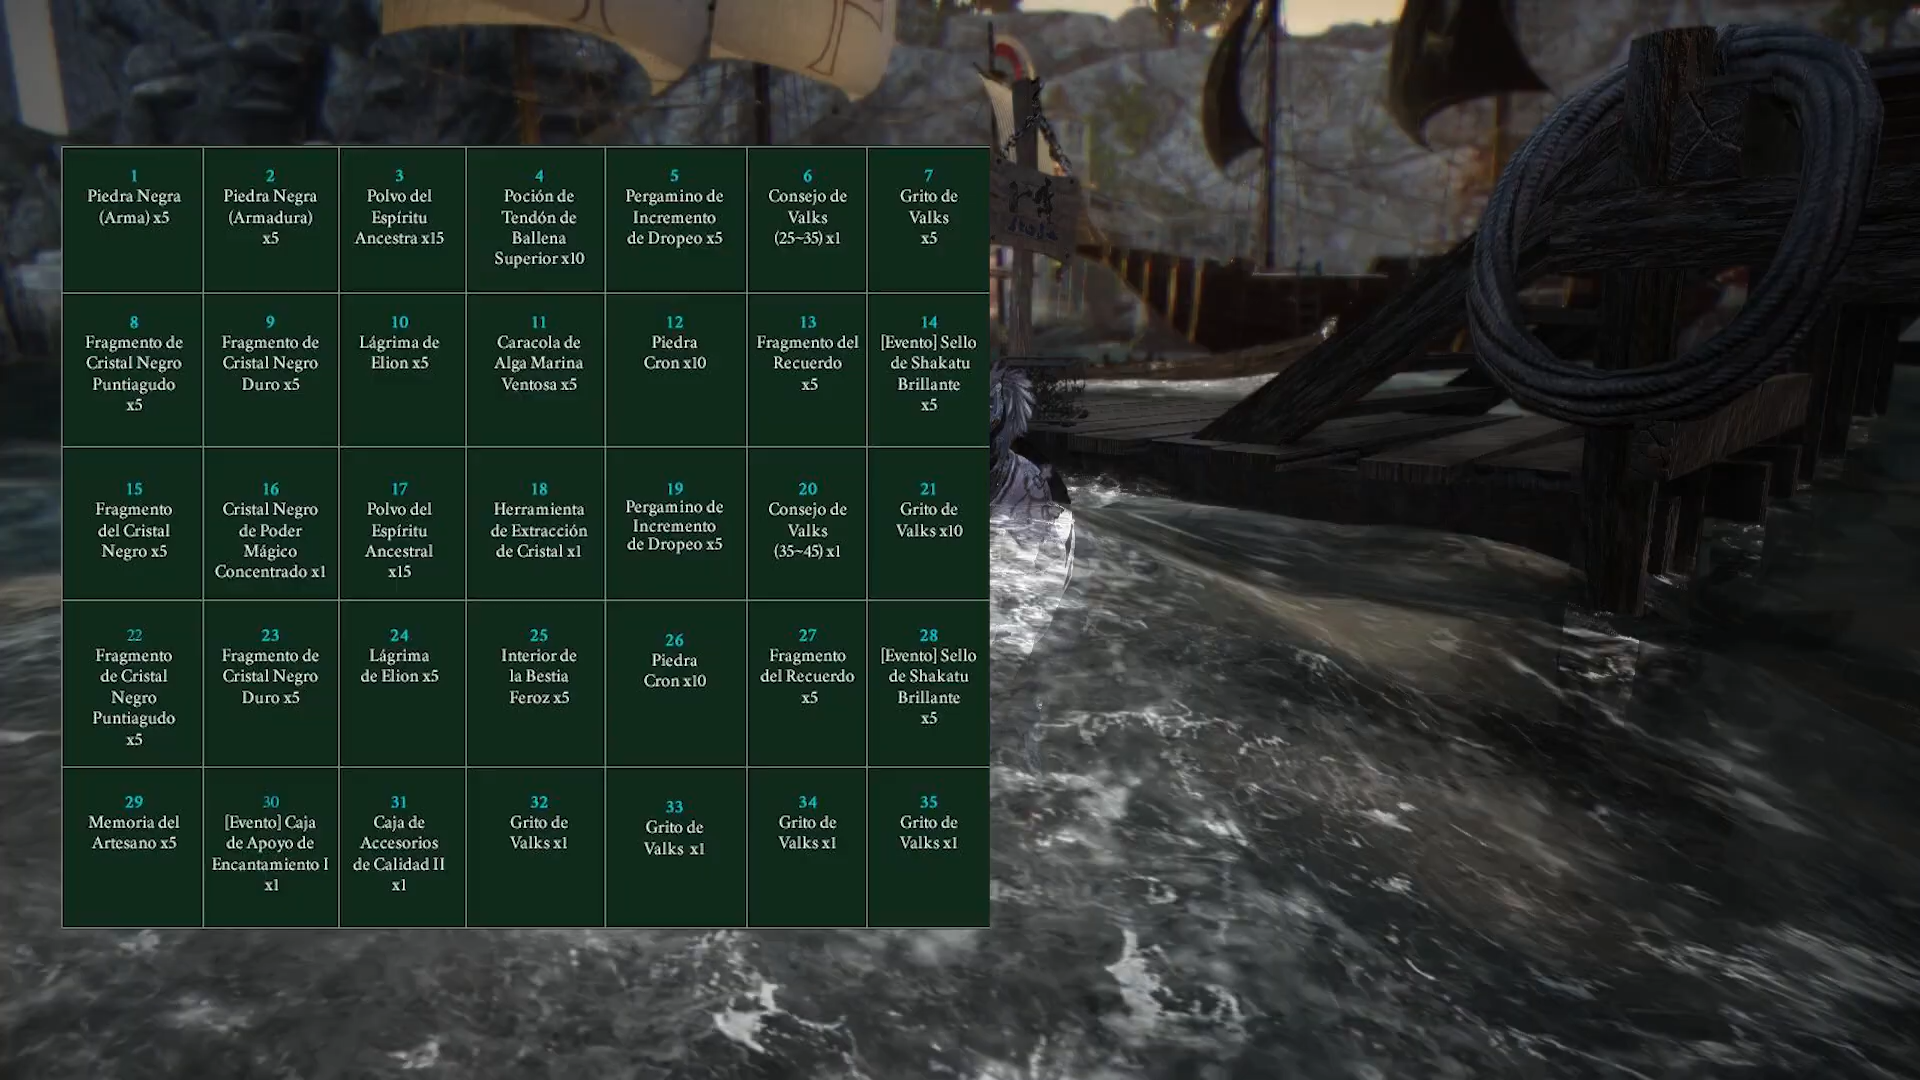 1
Piedra Negra
(Arma) x5
2
Piedra Negra
(Armadura)
x5
3
Polvo del
Espíritu
Ancestra x15
4
Poción de
Tendón de
Ballena
Superior x10
5
Pergamino de
Incremento
de Dropeo x5
6
Consejo de
Valks
(25~35) x1
7
Grito de
Valks
x5
8
Fragmento de
Cristal Negro
Puntiagudo
x5
9
Fragmento de
Cristal Negro
Duro x5
10
Lágrima de
Elion x5
11
Caracola de
Alga Marina
Ventosa x5
12
Piedra
Cron x10
13
Fragmento del
Recuerdo
x5
14
[Evento] Sello
de Shakatu
Brillante
x5
15
Fragmento
del Cristal
Negro x5
16
Cristal Negro
de Poder
Mágico
Concentrado x1
17
Polvo del
Espíritu
Ancestral
x15
18
Herramienta
de Extracción
de Cristal x1
19
Pergamino de
Incremento
de Dropeo x5
20
Consejo de
Valks
(35~45) x1
21
Grito de
Valks x10
22
Fragmento
de Cristal
Negro
Puntiagudo
x5
23
Fragmento de
Cristal Negro
Duro x5
24
Lágrima
de Elion x5
25
Interior de
la Bestia
Feroz x5
26
Piedra
Cron x10
27
Fragmento
del Recuerdo
x5
28
[Evento] Sello
de Shakatu
Brillante
x5
29
Memoria del
Artesano x5
30
[Evento] Caja
de Apoyo de
Encantamiento I
x1
31
Caja de
Accesorios
de Calidad II
x1
32
Grito de
Valks x1
33
Grito de
Valks x1
34
Grito de
Valks x1
35
Grito de
Valks x1